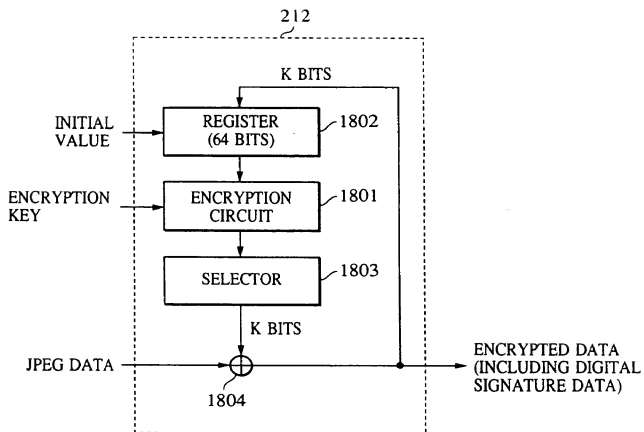 212
K BITS
INITIAL
VALUE
REGISTER
(64 BITS)
1802
ENCRYPTION
KEY
ENCRYPTION
CIRCUIT
1801
SELECTOR
1803
K BITS
JPEG DATA
1804
ENCRYPTED DATA
(INCLUDING DIGITAL
SIGNATURE DATA)